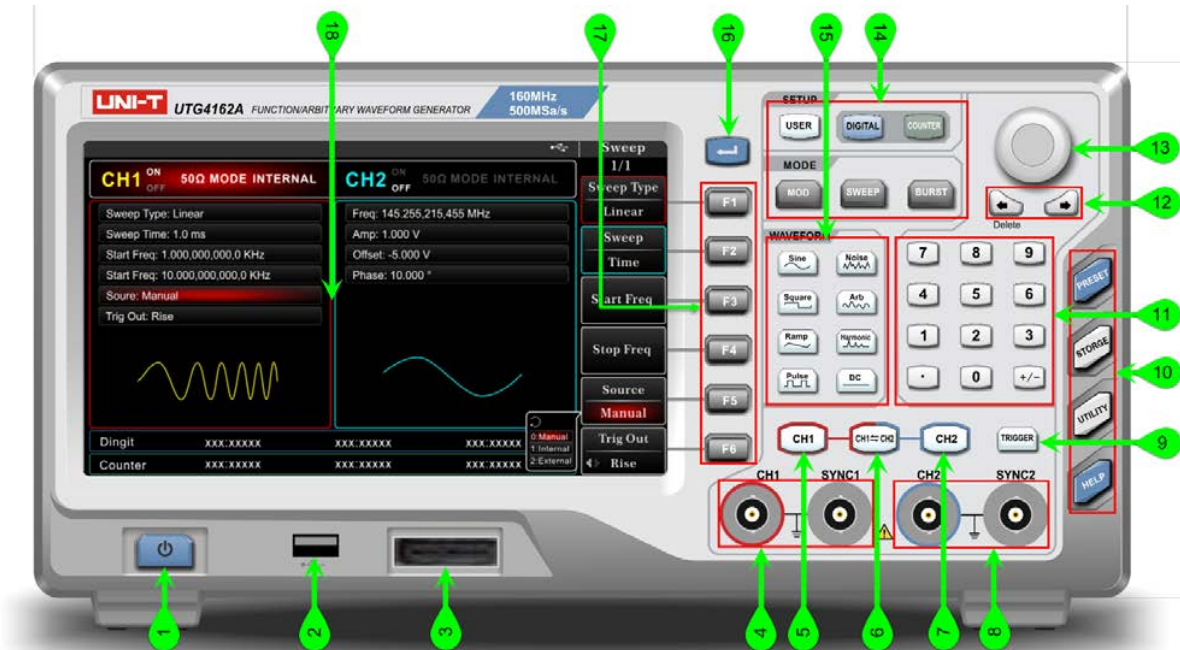 18
17
16
15
14
UNI-T UTG4162A FUNCTION/ARBITRARY WAVEFORM GENERATOR
160MHz
500MSa/s
Sweep
1/1
CH1 ON OFF 50Ω MODE INTERNAL
CH2 ON OFF 50Ω MODE INTERNAL
Sweep Type: Linear
Sweep Time: 1.0 ms
Start Freq: 1.000,000,000,0 KHz
Start Freq: 10.000,000,000,0 KHz
Soure: Manual
Trig Out: Rise
Freq: 145.255,215,455 MHz
Amp: 1.000 V
Offset: -5.000 V
Phase: 10.000 °
Sweep Type
Linear
Sweep
Time
Start Freq
Stop Freq
Source
Manual
Trig Out
Rise
0:Manual
1:Internal
2:External
Dingit xxx:xxxxx xxx:xxxxx xxx:xxxxx
Counter xxx:xxxxx xxx:xxxxx xxx:xxxxx
F1
F2
F3
F4
F5
F6
SETUP
USER DIGITAL COUNTER
MODE
MOD SWEEP BURST
WAVEFORM
Sine Noise
Square Arb
Ramp Harmonic
Pulse DC
13
12
Delete
7 8 9
4 5 6
1 2 3
. 0 +/-
11
PRESET
STORGE
UTILITY
HELP
10
CH1 CH1⇋CH2 CH2 TRIGGER
9
CH1 SYNC1 CH2 SYNC2
1
2
3
4
5
6
7
8